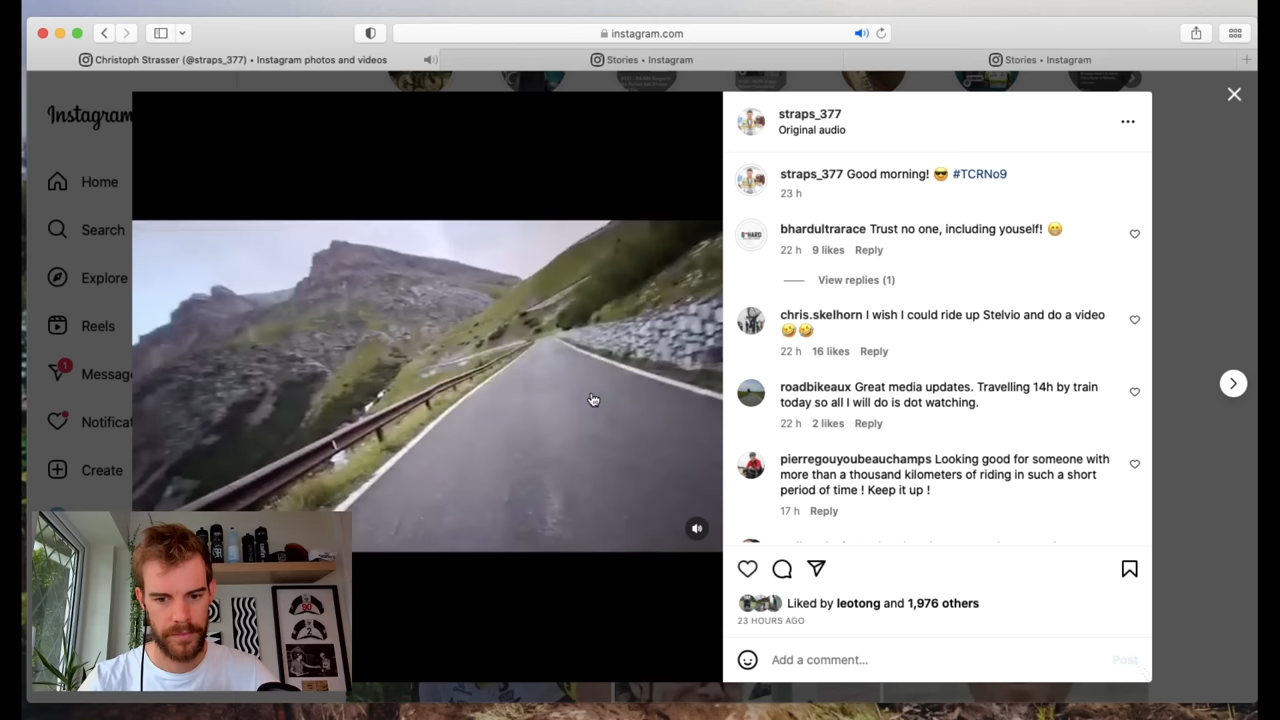 instagram.com
Christoph Strasser (@straps_377) • Instagram photos and videos
Stories • Instagram
Stories • Instagram
Instagram
Home
Search
Explore
Reels
1
Messag
Notificat
Create
straps_377
Original audio
straps_377 Good morning! 😎 #TCRNo9
23 h
bhardultrarace Trust no one, including youself! 😁
22 h 9 likes Reply
View replies (1)
chris.skelhorn I wish I could ride up Stelvio and do a video
🤣🤣
22 h 16 likes Reply
roadbikeaux Great media updates. Travelling 14h by train
today so all I will do is dot watching.
22 h 2 likes Reply
pierregouyoubeauchamps Looking good for someone with
more than a thousand kilometers of riding in such a short
period of time ! Keep it up !
17 h Reply
Liked by leotong and 1,976 others
23 HOURS AGO
Add a comment...
Post
90
2